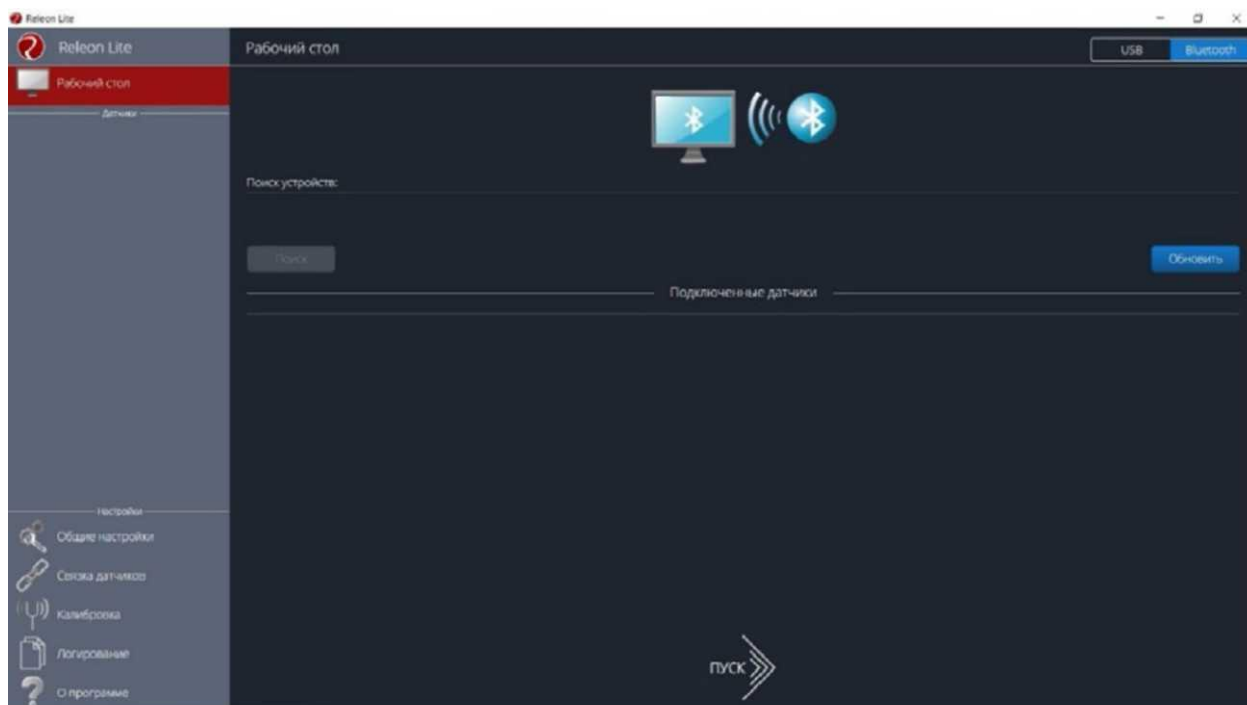 Releon Lite
Releon Lite
Рабочий стол
USB
Bluetooth
Рабочий стол
Датчики
Поиск устройств:
Поиск
Обновить
Подключенные датчики
Настройки
Общие настройки
Связка датчиков
Калибровка
Логирование
О программе
ПУСК